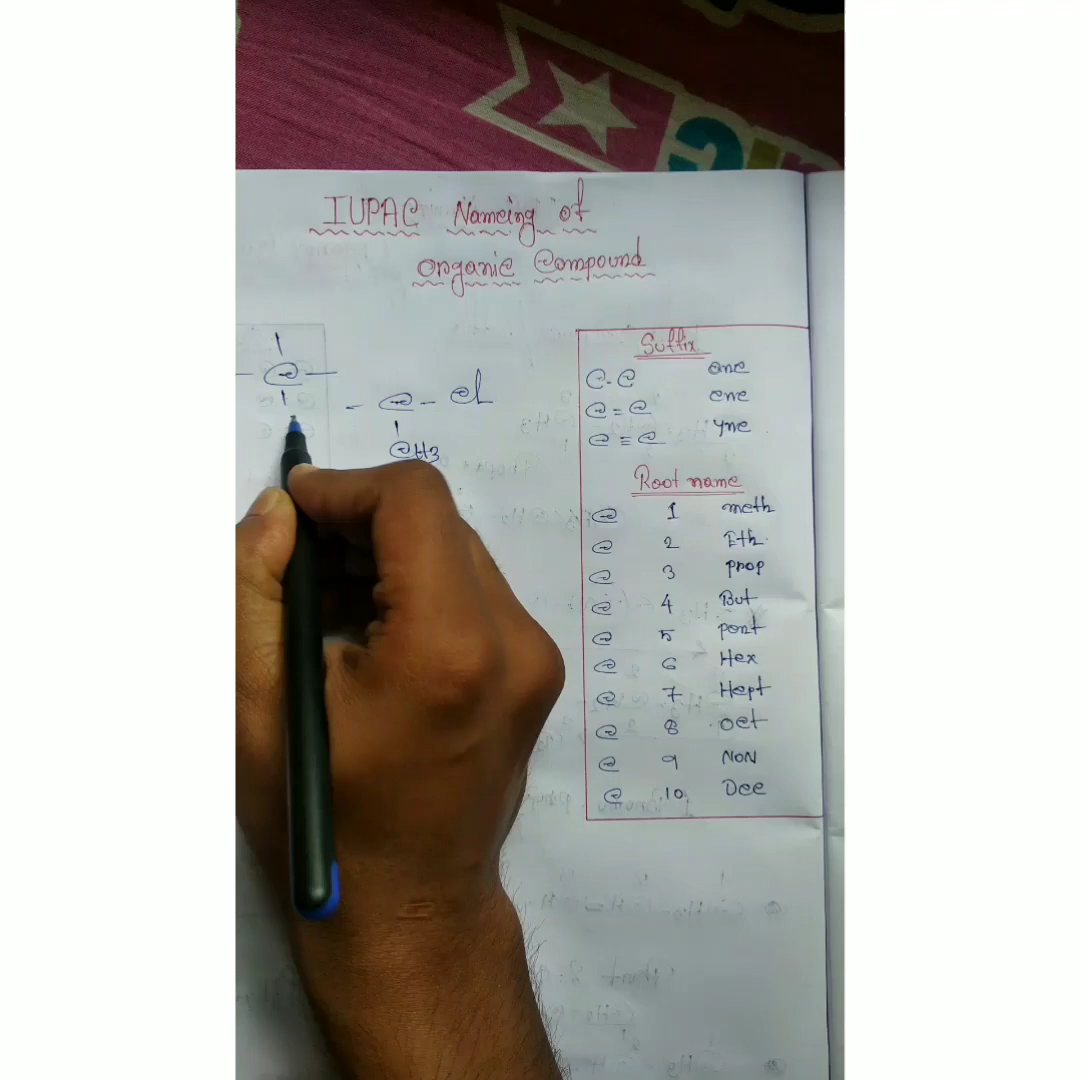 IUPAC Nameing of
Organic Compound
C
- C - Cl
CH3
Suffix
C - C ane
C = C ene
C ≡ C yne
Root name
C 1 meth
C 2 Eth
C 3 prop
C 4 But
C 5 pent
C 6 Hex
C 7 Hept
C 8 Oct
C 9 NON
C 10 Dec